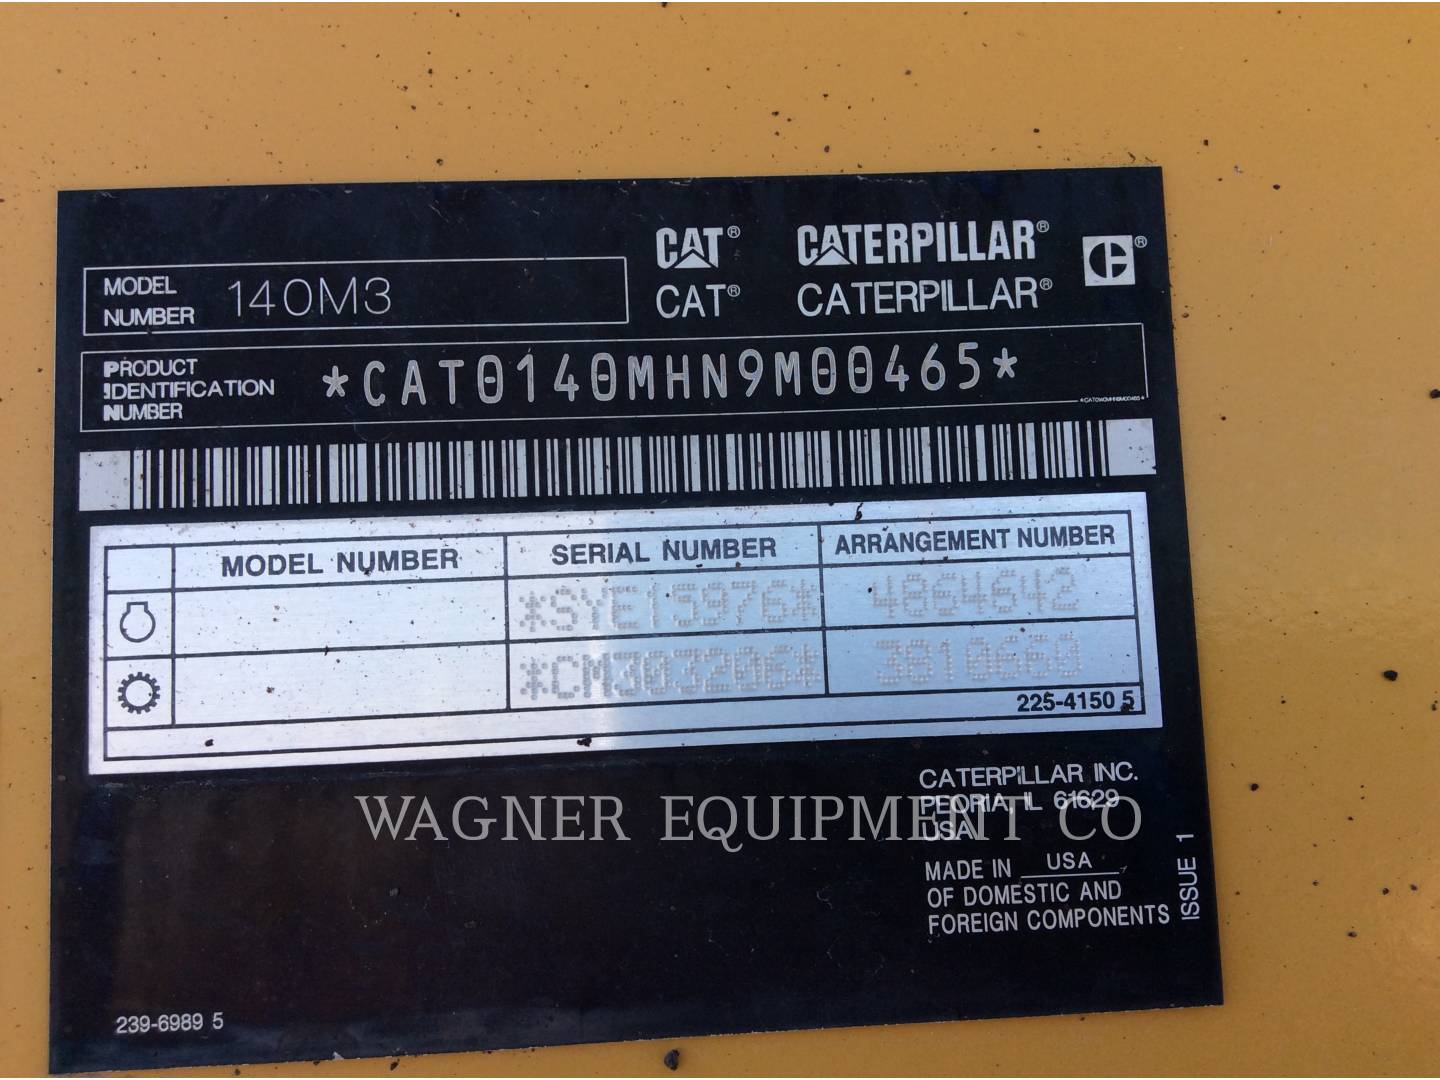 CAT® CATERPILLAR®
CAT® CATERPILLAR®
MODEL NUMBER 140M3
PRODUCT IDENTIFICATION NUMBER *CAT0140MHN9M00465*
MODEL NUMBER SERIAL NUMBER ARRANGEMENT NUMBER
*SYE15976* 4864642
*CM303206* 3810660
225-4150 5
CATERPILLAR INC.
PEORIA, IL 61629
USA
WAGNER EQUIPMENT CO
MADE IN USA
OF DOMESTIC AND
FOREIGN COMPONENTS
ISSUE 1
239-6989 5